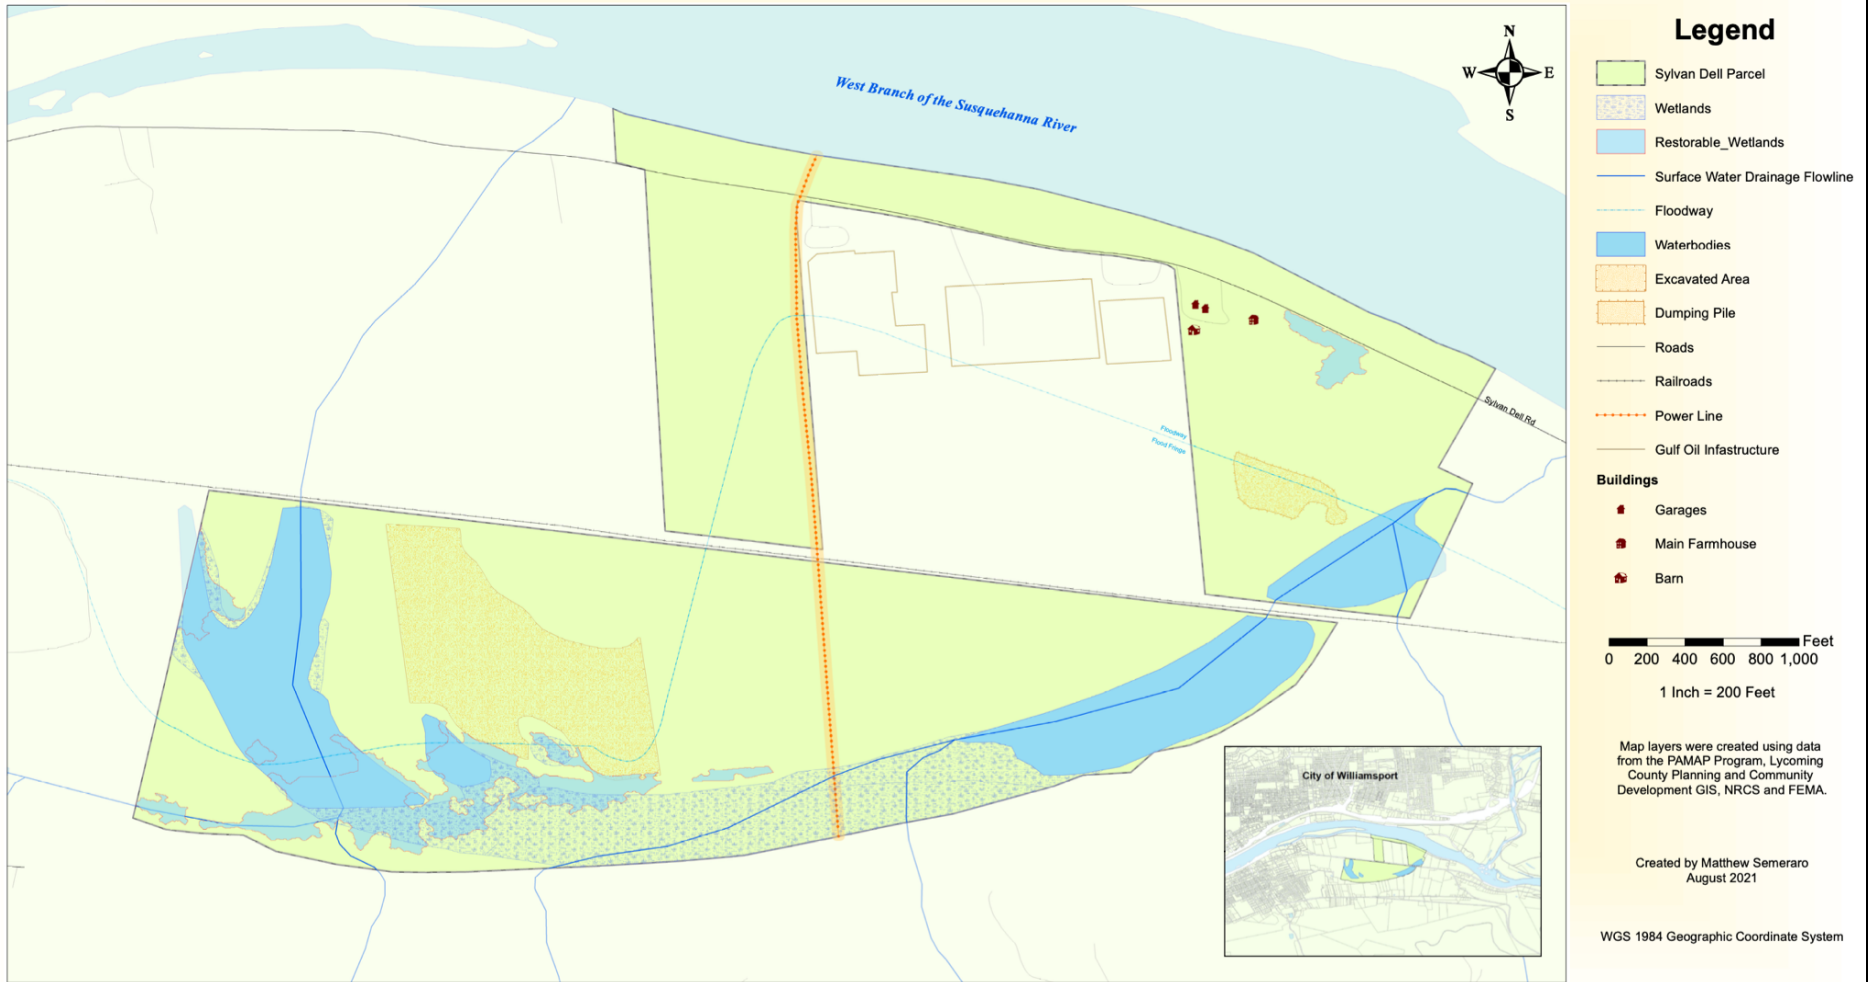 West Branch of the Susquehanna River
N
W
E
S
Sylvan Dell Rd
Floodway
Flood Fringe
City of Williamsport
Legend
Sylvan Dell Parcel
Wetlands
Restorable_Wetlands
Surface Water Drainage Flowline
Floodway
Waterbodies
Excavated Area
Dumping Pile
Roads
Railroads
Power Line
Gulf Oil Infastructure
Buildings
Garages
Main Farmhouse
Barn
Feet
0 200 400 600 800 1,000
1 Inch = 200 Feet
Map layers were created using data
from the PAMAP Program, Lycoming
County Planning and Community
Development GIS, NRCS and FEMA.
Created by Matthew Semeraro
August 2021
WGS 1984 Geographic Coordinate System